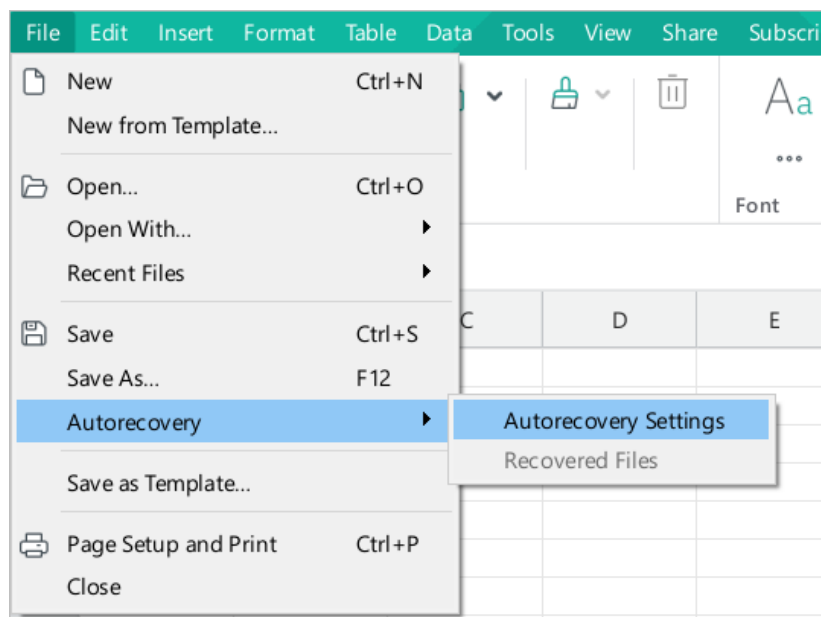 File Edit Insert Format Table Data Tools View Share Subscri
New Ctrl+N
New from Template...
Aa
Open... Ctrl+O
Font
Open With...
Recent Files
Save Ctrl+S
C D E
Save As... F12
Autorecovery
Autorecovery Settings
Recovered Files
Save as Template...
Page Setup and Print Ctrl+P
Close